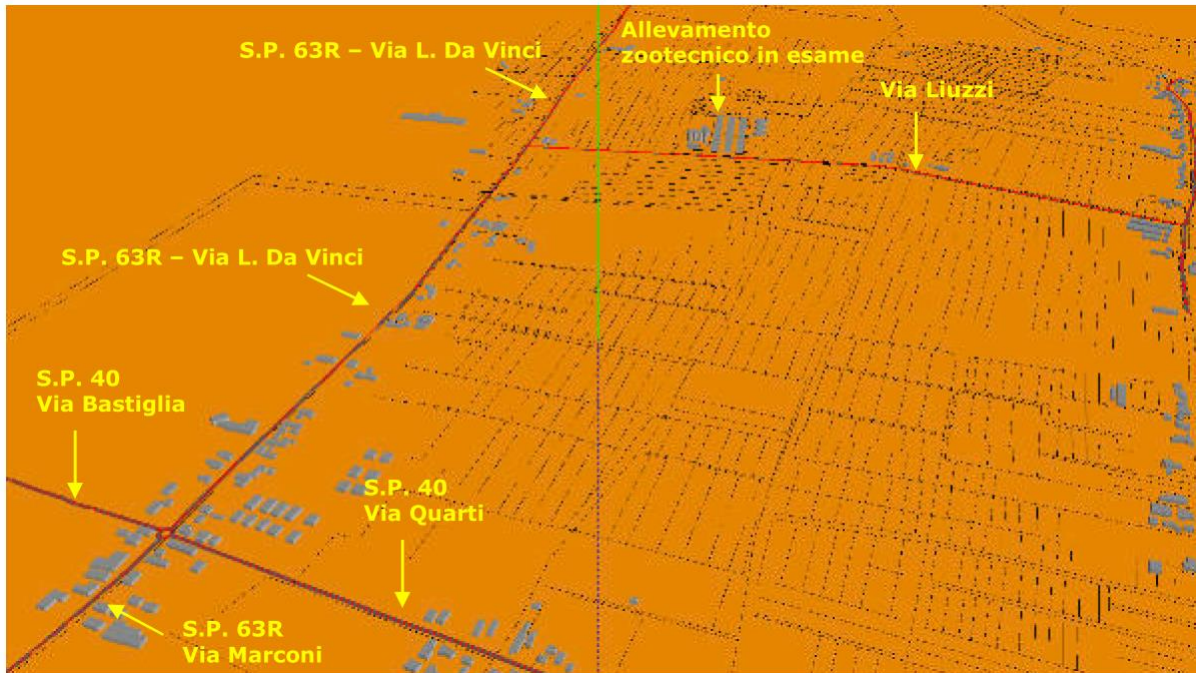 S.P. 63R – Via L. Da Vinci
Allevamento
zootecnico in esame
Via Liuzzi
S.P. 63R – Via L. Da Vinci
S.P. 40
Via Bastiglia
S.P. 40
Via Quarti
S.P. 63R
Via Marconi